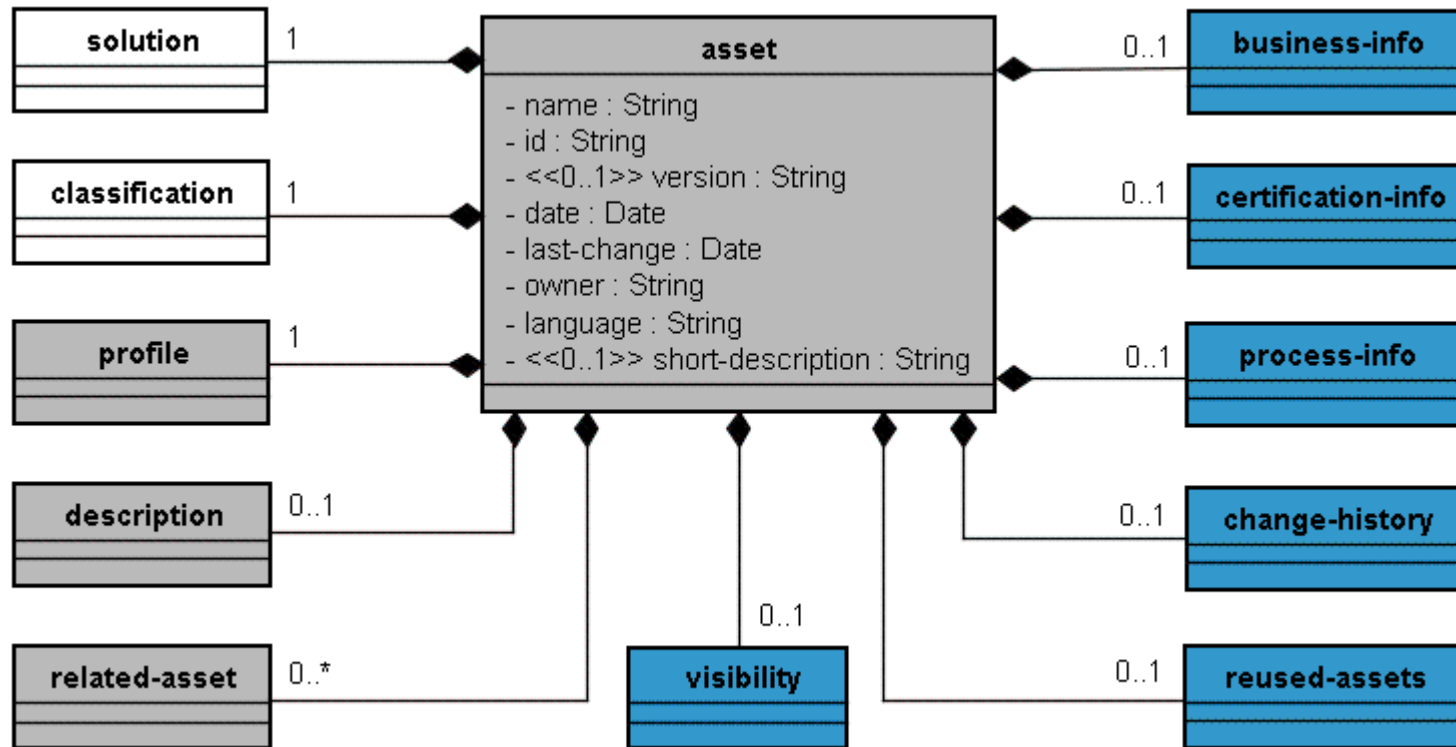 solution
1
asset
- name : String
- id : String
- <<0..1>> version : String
- date : Date
- last-change : Date
- owner : String
- language : String
- <<0..1>> short-description : String
0..1
business-info
classification
1
0..1
certification-info
profile
1
0..1
process-info
description
0..1
0..1
change-history
related-asset
0..*
0..1
visibility
0..1
reused-assets